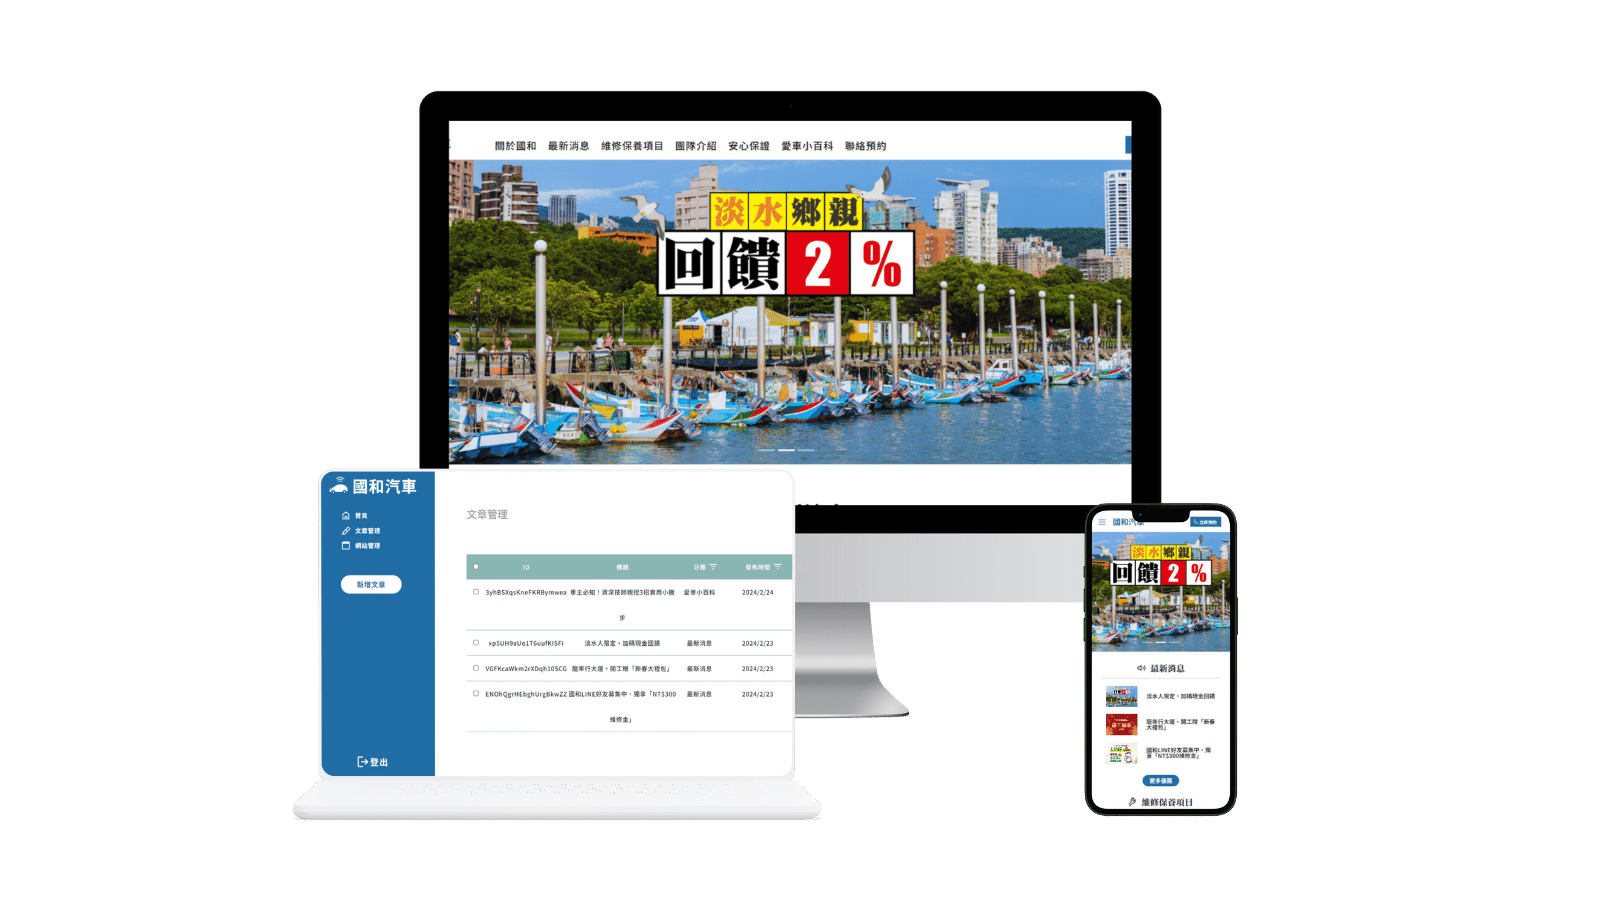 關於國和 最新消息 維修保養項目 團隊介紹 安心保證 愛車小百科 聯絡預約
淡水鄉親
回饋2%
國和汽車
首頁
文章管理
網站管理
新增文章
登出
文章管理
ID 標題 分類 發佈時間
3yhBSXqsKneFKRBymwea 車主必知！資深技師親授3招實用小撇步 愛車小百科 2024/2/24
xpSUH9aUo1T6uufKISFI 淡水人限定，加碼現金回饋 最新消息 2024/2/23
VGFKcaWkm2rXDqh10SCG 龍年行大運，開工贈「新春大禮包」 最新消息 2024/2/23
ENOhQgrHEbghUrgBkwZZ 國和LINE好友募集中，獨享「NT$300維修金」 最新消息 2024/2/23
國和汽車 立即預約
淡水鄉親
回饋2%
最新消息
淡水人限定，加碼現金回饋
龍年行大運，開工贈「新春
大禮包」
國和LINE好友募集中，獨
享「NT$300維修金」
更多優惠
維修保養項目